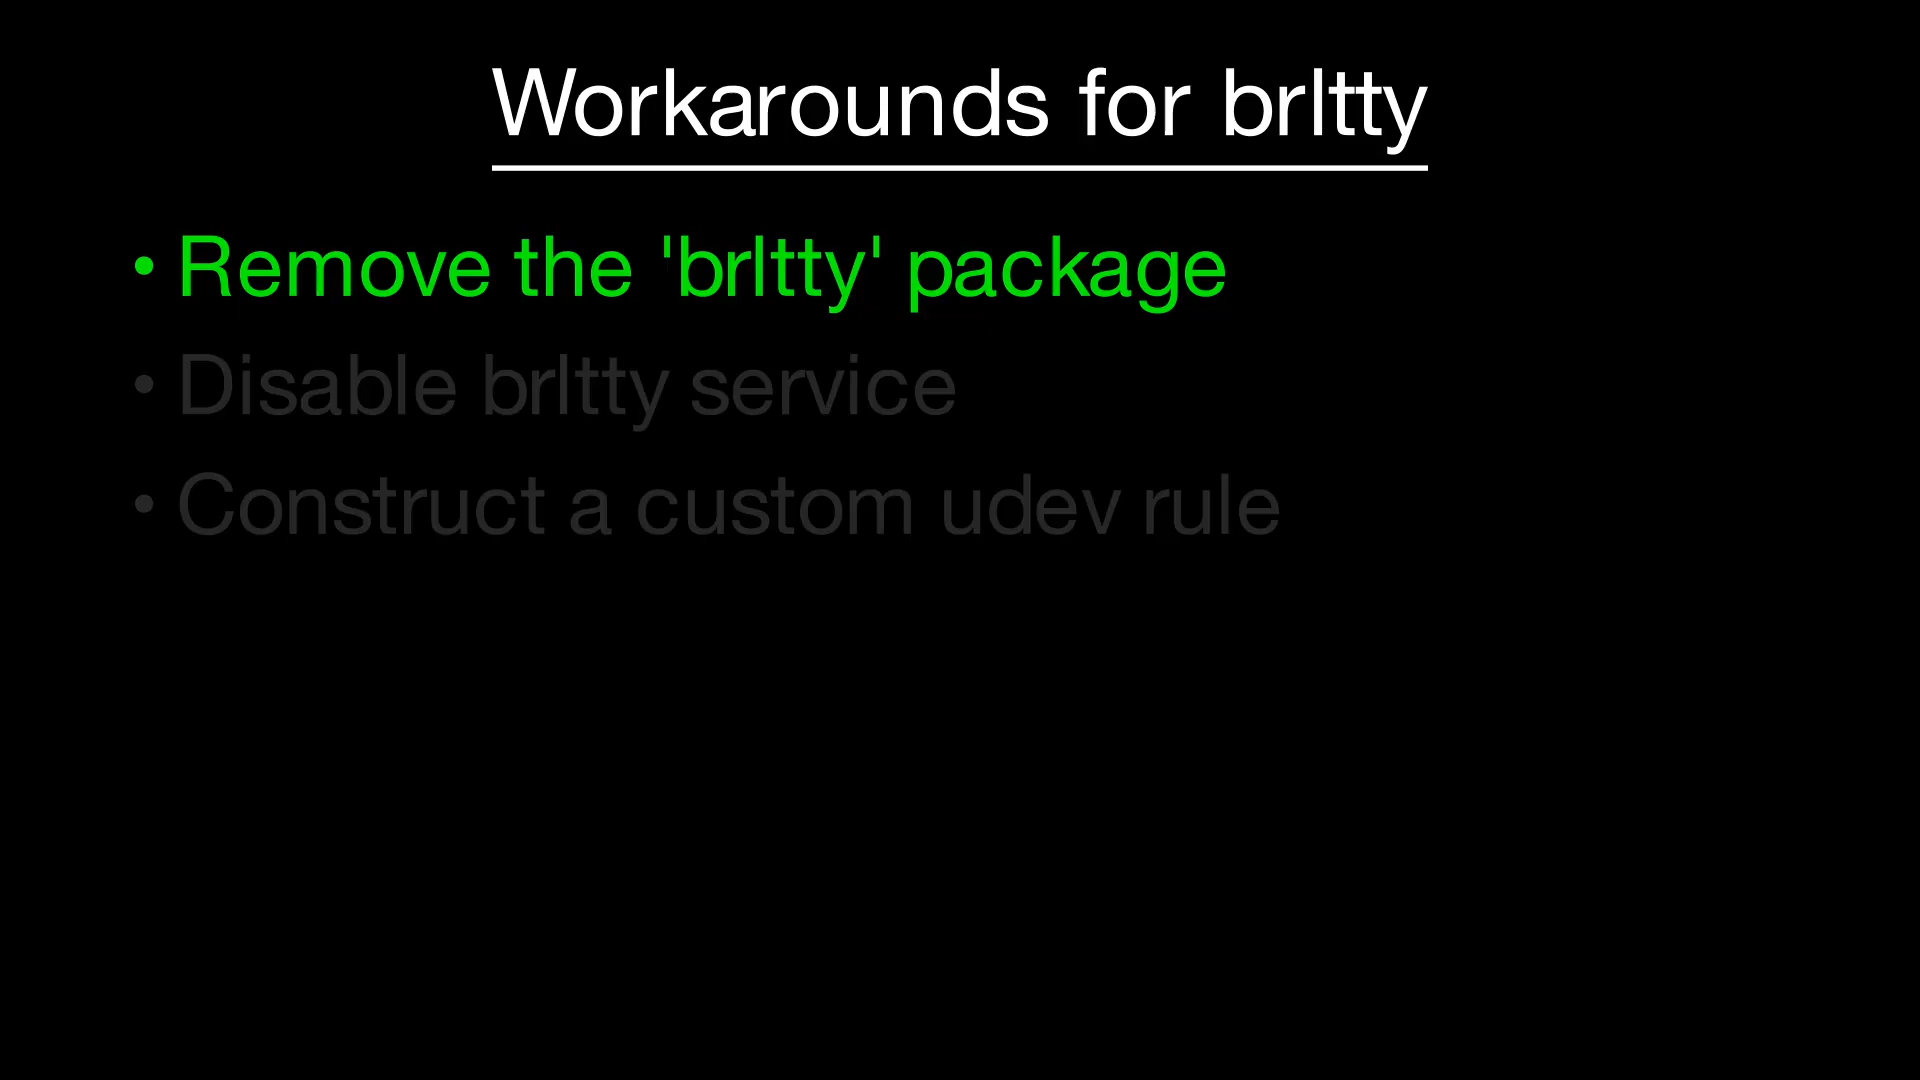 Workarounds for brltty
• Remove the 'brltty' package
• Disable brltty service
• Construct a custom udev rule